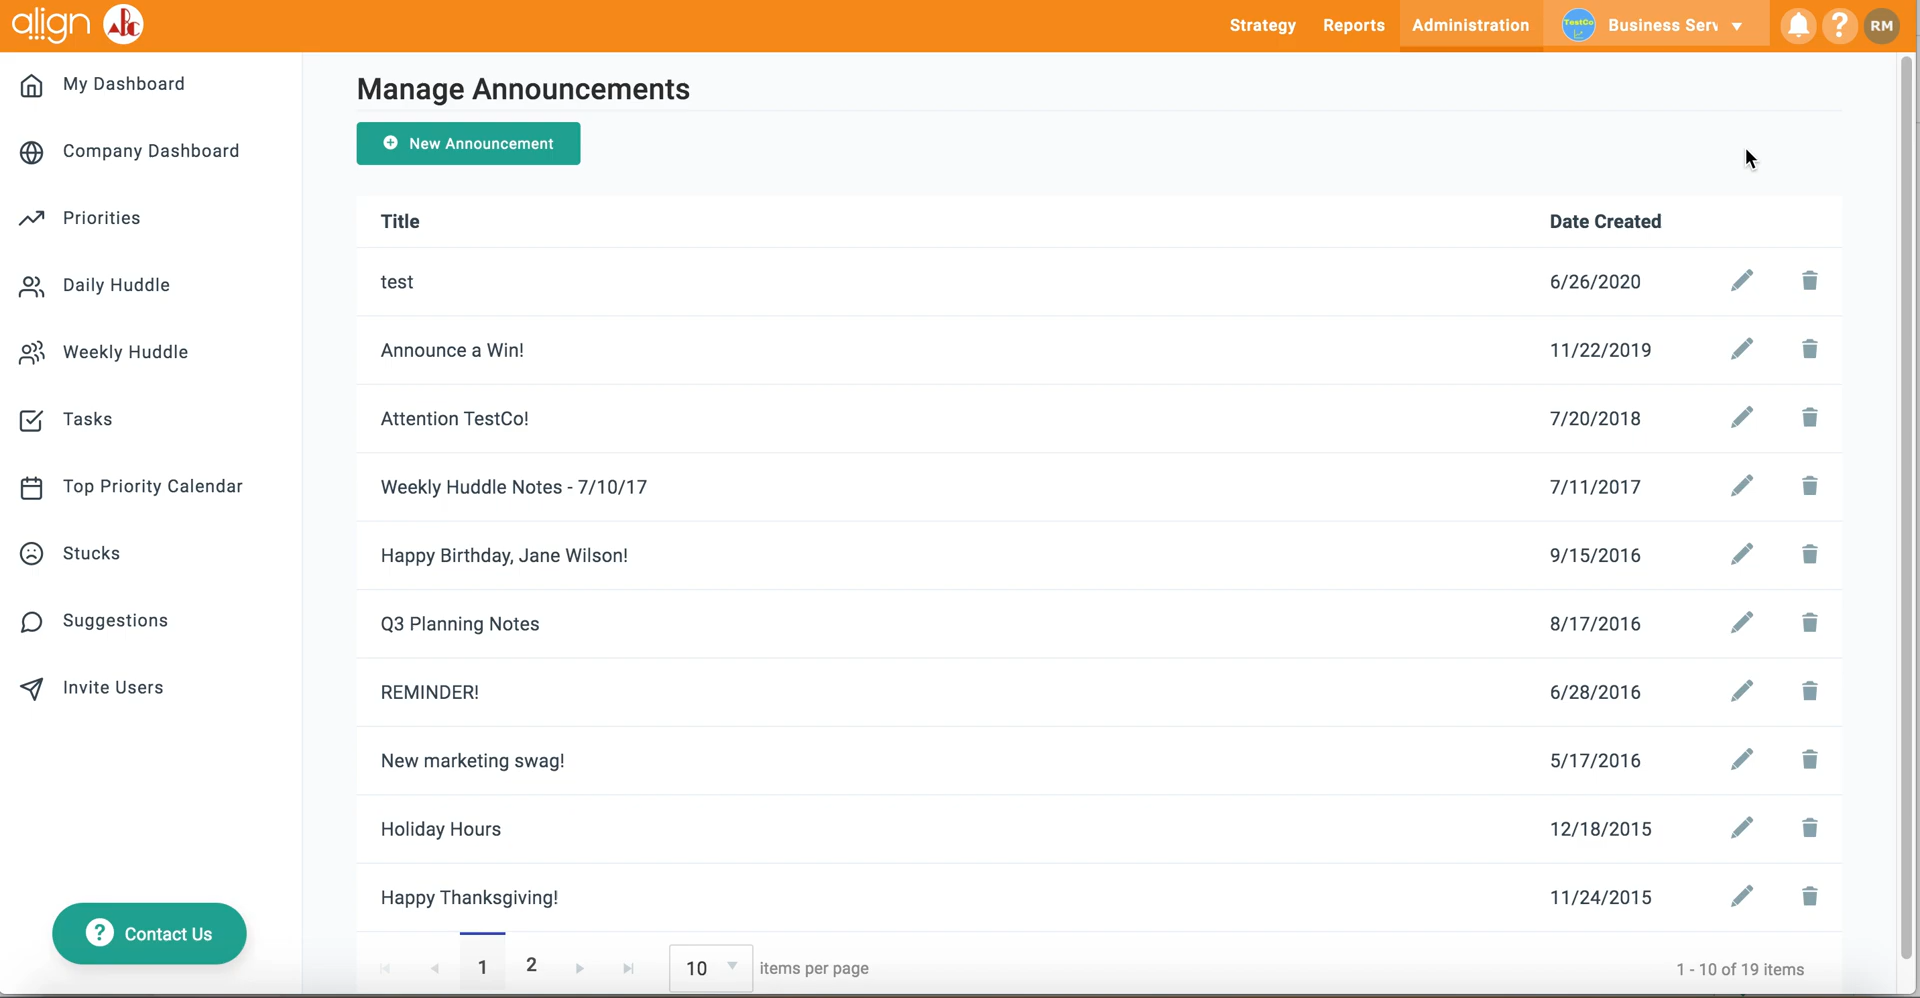 align ABC
Strategy Reports Administration TestCo Business Serv RM
My Dashboard
Company Dashboard
Priorities
Daily Huddle
Weekly Huddle
Tasks
Top Priority Calendar
Stucks
Suggestions
Invite Users
? Contact Us
Manage Announcements
New Announcement
Title Date Created
test 6/26/2020
Announce a Win! 11/22/2019
Attention TestCo! 7/20/2018
Weekly Huddle Notes - 7/10/17 7/11/2017
Happy Birthday, Jane Wilson! 9/15/2016
Q3 Planning Notes 8/17/2016
REMINDER! 6/28/2016
New marketing swag! 5/17/2016
Holiday Hours 12/18/2015
Happy Thanksgiving! 11/24/2015
1 2 10 items per page 1 - 10 of 19 items